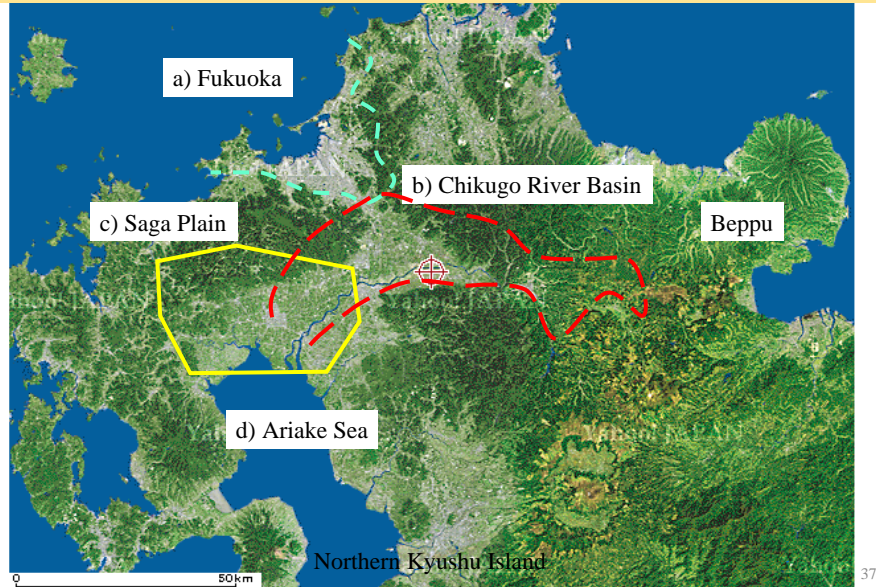 a) Fukuoka
b) Chikugo River Basin
c) Saga Plain
Beppu
d) Ariake Sea
Northern Kyushu Island
0
50km
37